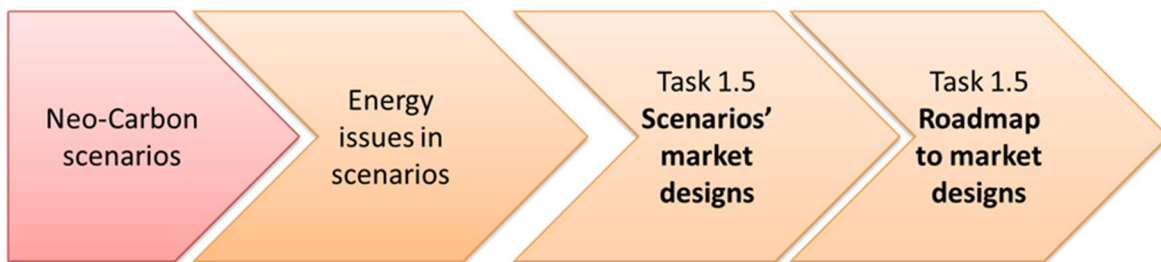 Neo-Carbon
scenarios
Energy
issues in
scenarios
Task 1.5
Scenarios’
market
designs
Task 1.5
Roadmap
to market
designs